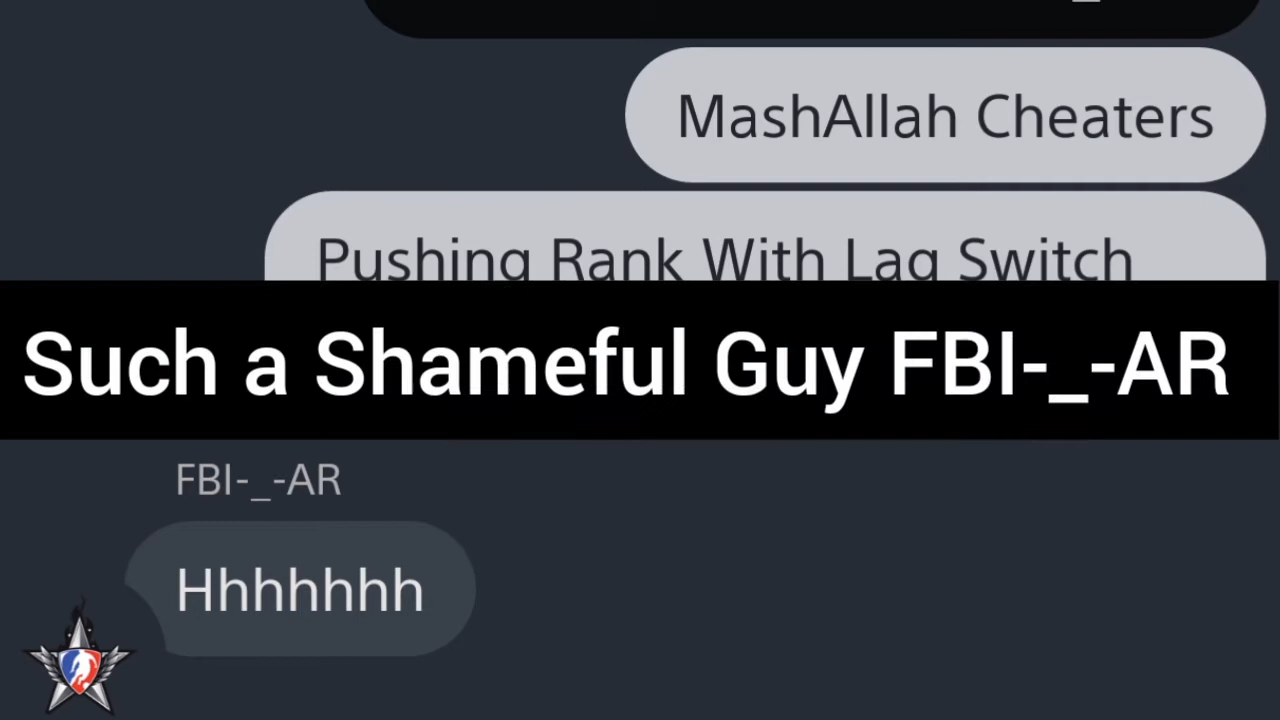 MashAllah Cheaters
Pushing Rank With Lag Switch
Such a Shameful Guy FBI-_-AR
FBI-_-AR
Hhhhhhh